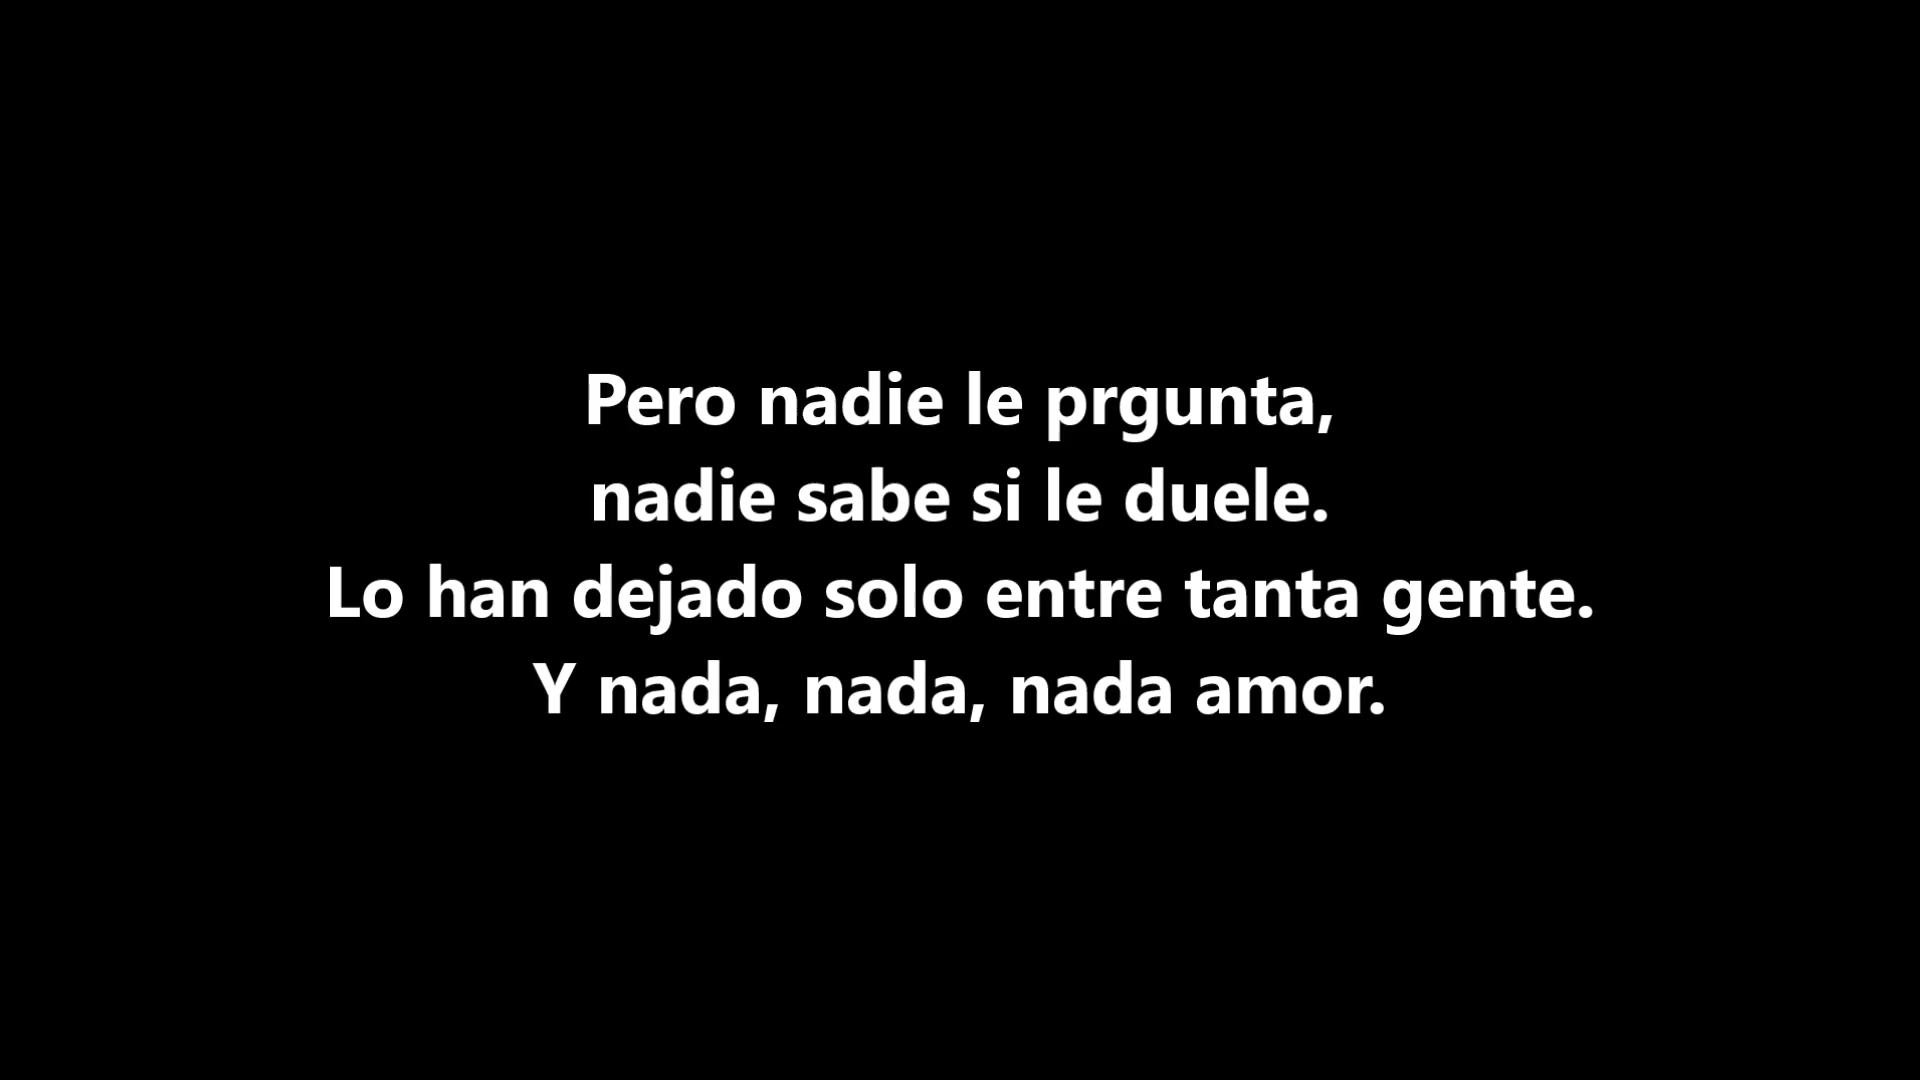 Pero nadie le prgunta,
nadie sabe si le duele.
Lo han dejado solo entre tanta gente.
Y nada, nada, nada amor.